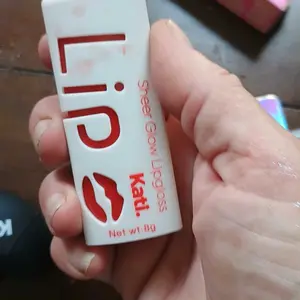 Lip
Sheer Glow Lipgloss
Kati.
Net wt·8g
K